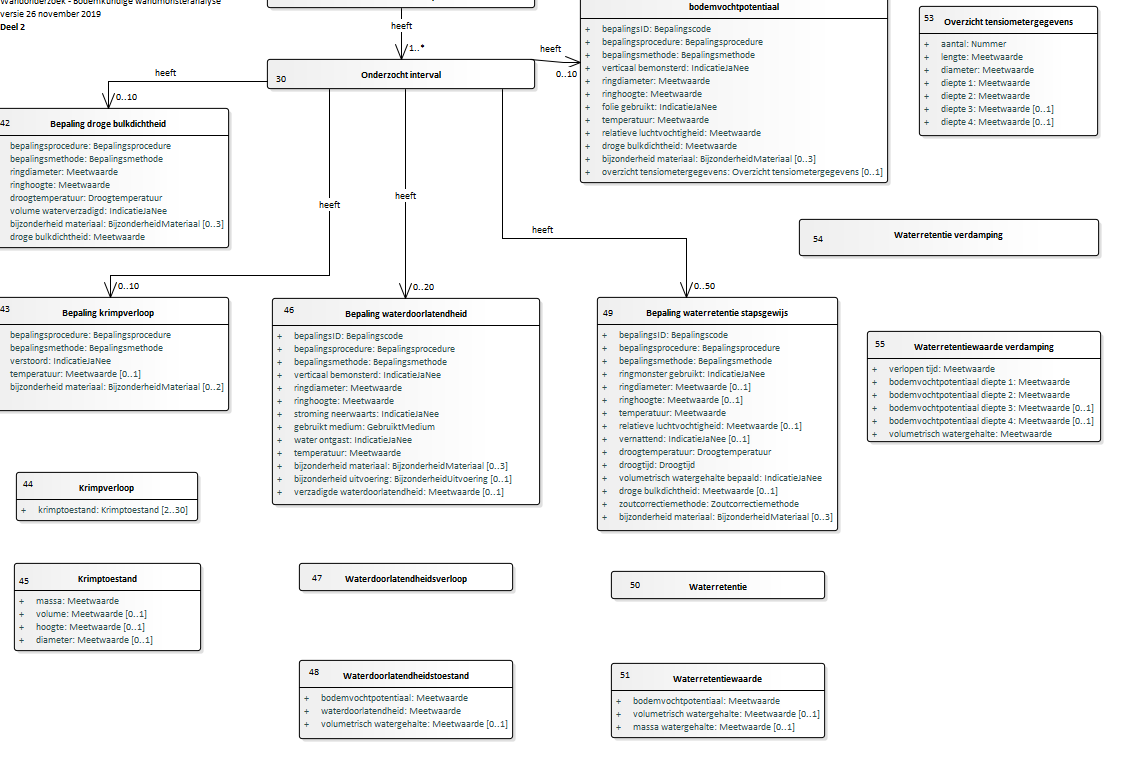 Wandonderzoek - Bodemkundige wandmonsteranalyse
versie 26 november 2019
Deel 2
heeft
1..*
30
Onderzocht interval
heeft
0..10
heeft
0..10
bodemvochtpotentiaal
+ bepalingsID: Bepalingscode
+ bepalingsprocedure: Bepalingsprocedure
+ bepalingsmethode: Bepalingsmethode
+ verticaal bemonsterd: IndicatieJaNee
+ ringdiameter: Meetwaarde
+ ringhoogte: Meetwaarde
+ folie gebruikt: IndicatieJaNee
+ temperatuur: Meetwaarde
+ relatieve luchtvochtigheid: Meetwaarde
+ droge bulkdichtheid: Meetwaarde
+ bijzonderheid materiaal: BijzonderheidMateriaal [0..3]
+ overzicht tensiometergegevens: Overzicht tensiometergegevens [0..1]
53 Overzicht tensiometergegevens
+ aantal: Nummer
+ lengte: Meetwaarde
+ diameter: Meetwaarde
+ diepte 1: Meetwaarde
+ diepte 2: Meetwaarde
+ diepte 3: Meetwaarde [0..1]
+ diepte 4: Meetwaarde [0..1]
42 Bepaling droge bulkdichtheid
bepalingsprocedure: Bepalingsprocedure
bepalingsmethode: Bepalingsmethode
ringdiameter: Meetwaarde
ringhoogte: Meetwaarde
droogtemperatuur: Droogtemperatuur
volume waterverzadigd: IndicatieJaNee
bijzonderheid materiaal: BijzonderheidMateriaal [0..3]
droge bulkdichtheid: Meetwaarde
heeft
heeft
heeft
54 Waterretentie verdamping
0..10
0..20
0..50
43 Bepaling krimpverloop
bepalingsprocedure: Bepalingsprocedure
bepalingsmethode: Bepalingsmethode
verstoord: IndicatieJaNee
temperatuur: Meetwaarde [0..1]
bijzonderheid materiaal: BijzonderheidMateriaal [0..2]
46 Bepaling waterdoorlatendheid
+ bepalingsID: Bepalingscode
+ bepalingsprocedure: Bepalingsprocedure
+ bepalingsmethode: Bepalingsmethode
+ verticaal bemonsterd: IndicatieJaNee
+ ringdiameter: Meetwaarde
+ ringhoogte: Meetwaarde
+ stroming neerwaarts: IndicatieJaNee
+ gebruikt medium: GebruiktMedium
+ water ontgast: IndicatieJaNee
+ temperatuur: Meetwaarde
+ bijzonderheid materiaal: BijzonderheidMateriaal [0..3]
+ bijzonderheid uitvoering: BijzonderheidUitvoering [0..1]
+ verzadigde waterdoorlatendheid: Meetwaarde [0..1]
49 Bepaling waterretentie stapsgewijs
+ bepalingsID: Bepalingscode
+ bepalingsprocedure: Bepalingsprocedure
+ bepalingsmethode: Bepalingsmethode
+ ringmonster gebruikt: IndicatieJaNee
+ ringdiameter: Meetwaarde [0..1]
+ ringhoogte: Meetwaarde [0..1]
+ temperatuur: Meetwaarde
+ relatieve luchtvochtigheid: Meetwaarde [0..1]
+ vernattend: IndicatieJaNee [0..1]
+ droogtemperatuur: Droogtemperatuur
+ droogtijd: Droogtijd
+ volumetrisch watergehalte bepaald: IndicatieJaNee
+ droge bulkdichtheid: Meetwaarde [0..1]
+ zoutcorrectiemethode: Zoutcorrectiemethode
+ bijzonderheid materiaal: BijzonderheidMateriaal [0..3]
55 Waterretentiewaarde verdamping
+ verlopen tijd: Meetwaarde
+ bodemvochtpotentiaal diepte 1: Meetwaarde
+ bodemvochtpotentiaal diepte 2: Meetwaarde
+ bodemvochtpotentiaal diepte 3: Meetwaarde [0..1]
+ bodemvochtpotentiaal diepte 4: Meetwaarde [0..1]
+ volumetrisch watergehalte: Meetwaarde
44 Krimpverloop
+ krimptoestand: Krimptoestand [2..30]
45 Krimptoestand
+ massa: Meetwaarde
+ volume: Meetwaarde [0..1]
+ hoogte: Meetwaarde [0..1]
+ diameter: Meetwaarde [0..1]
47 Waterdoorlatendheidsverloop
50 Waterretentie
48 Waterdoorlatendheidstoestand
+ bodemvochtpotentiaal: Meetwaarde
+ waterdoorlatendheid: Meetwaarde
+ volumetrisch watergehalte: Meetwaarde [0..1]
51 Waterretentiewaarde
+ bodemvochtpotentiaal: Meetwaarde
+ volumetrisch watergehalte: Meetwaarde [0..1]
+ massa watergehalte: Meetwaarde [0..1]